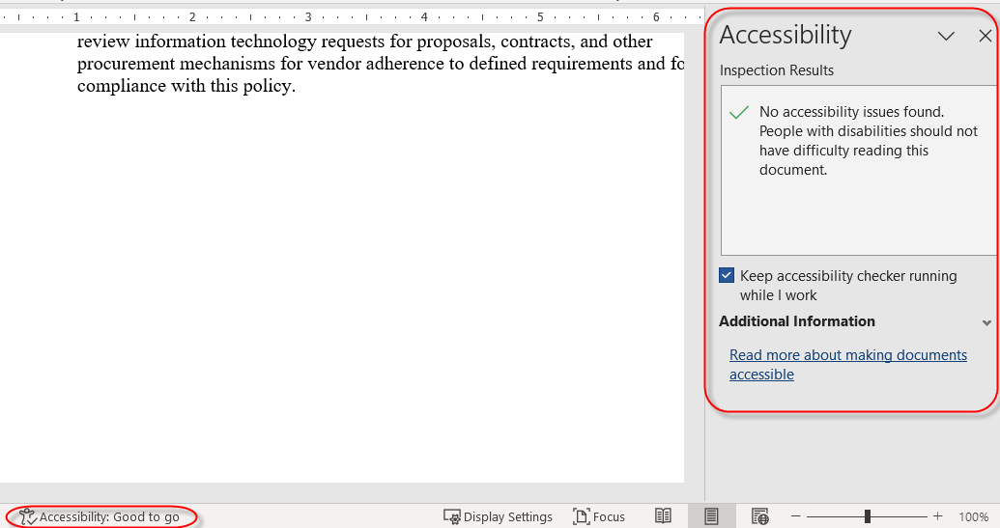 1 2 3 4 5 6
review information technology requests for proposals, contracts, and other
procurement mechanisms for vendor adherence to defined requirements and fo
compliance with this policy.
Accessibility
Inspection Results
No accessibility issues found.
People with disabilities should not
have difficulty reading this
document.
Keep accessibility checker running
while I work
Additional Information
Read more about making documents
accessible
Accessibility: Good to go
Display Settings
Focus
100%